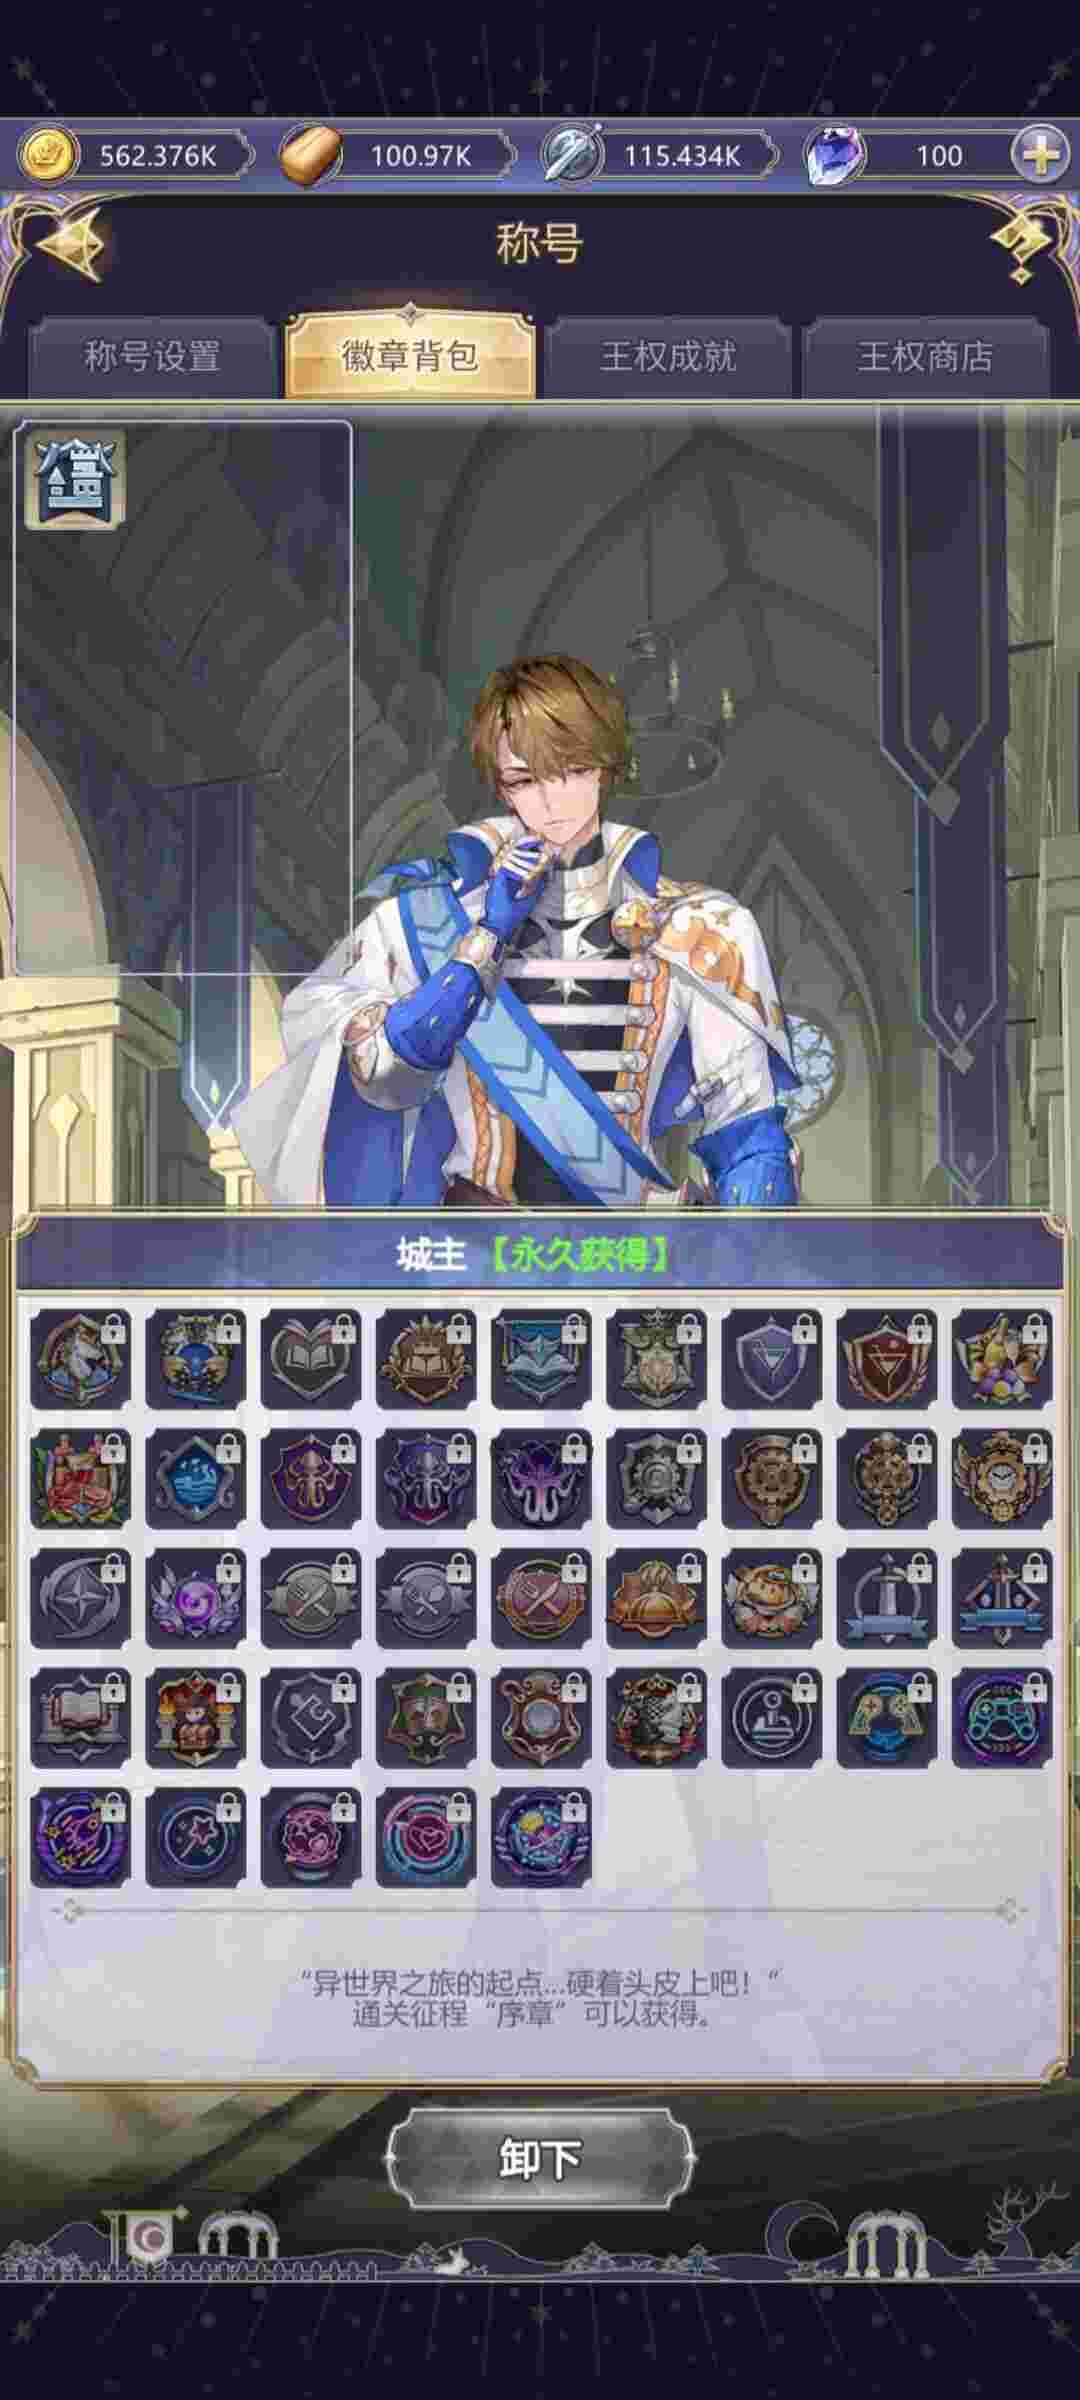 562.376K
100.97K
115.434K
100
称号
称号设置
徽章背包
王权成就
王权商店
城主【永久获得】
“异世界之旅的起点...硬着头皮上吧！“
通关征程“序章”可以获得。
卸下